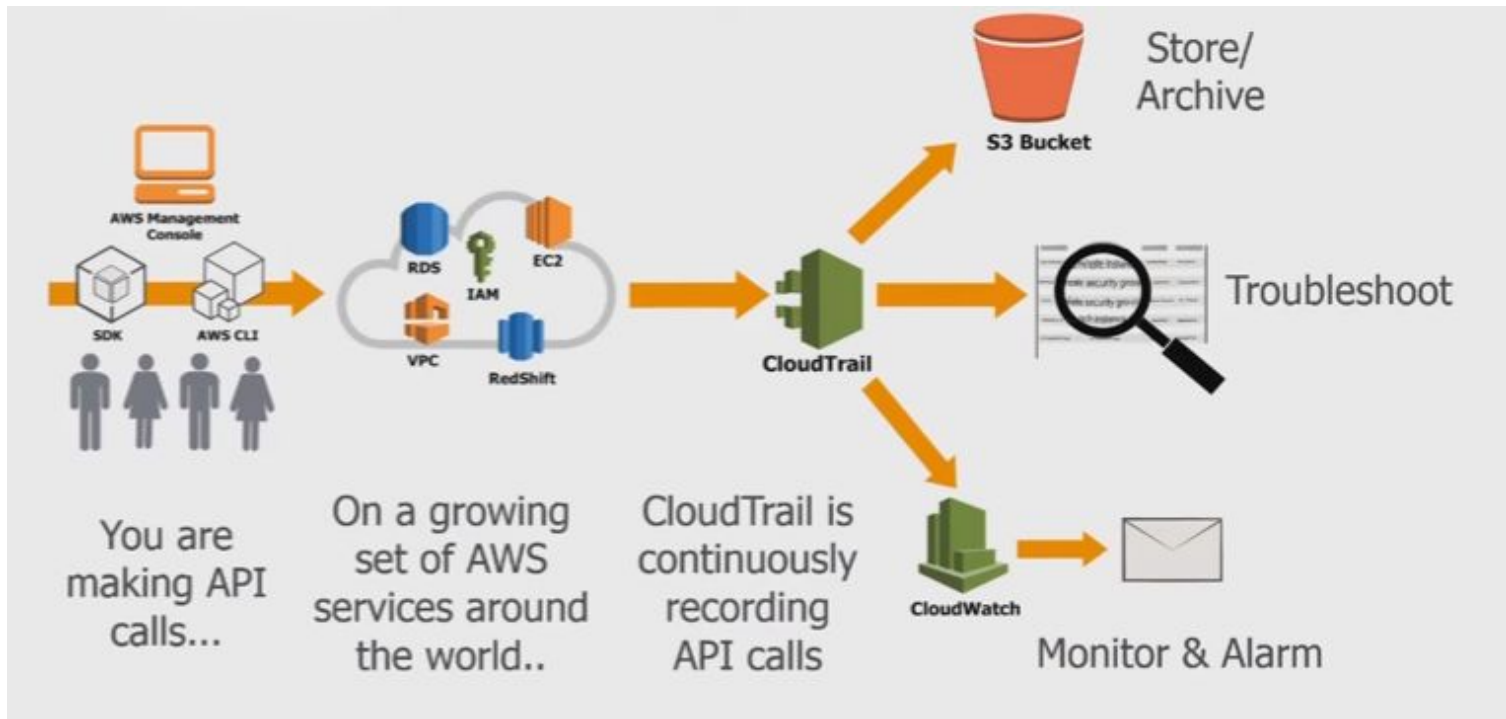 Store/
Archive
S3 Bucket
AWS Management
Console
SDK
AWS CLI
RDS
IAM
EC2
VPC
RedShift
CloudTrail
security
Troubleshoot
You are
making API
calls...
On a growing
set of AWS
services around
the world..
CloudTrail is
continuously
recording
API calls
CloudWatch
Monitor & Alarm